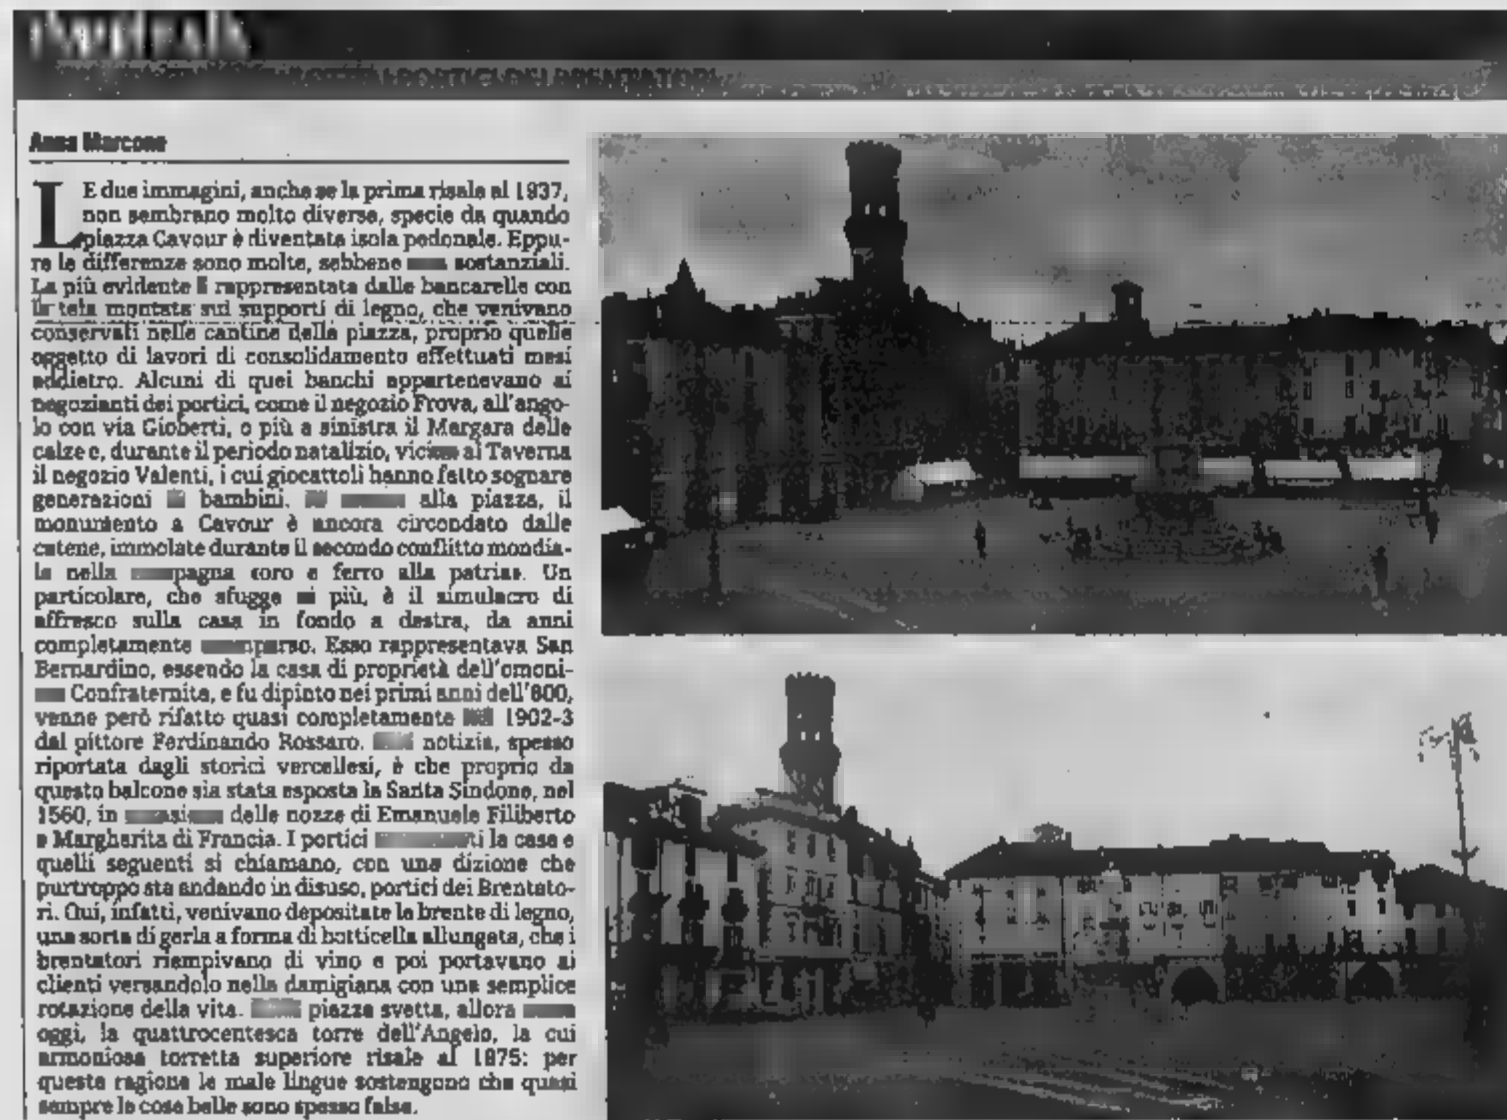 Anna Marcone
LE due immagini, anche se la prima risale al 1937,
non sembrano molto diverse, specie da quando
piazza Cavour è diventata isola pedonale. Eppu-
re le differenze sono molte, sebbene sostanziali.
La più evidente rappresentata dalle bancarelle con
la tela montata sui supporti di legno, che venivano
conservati nelle cantine della piazza, proprio quelle
oggetto di lavori di consolidamento effettuati mesi
addietro. Alcuni di quei banchi appartenevano ai
negozianti dei portici, come il negozio Frova, all'ango-
lo con via Gioberti, o più a sinistra il Margara delle
calze e, durante il periodo natalizio, al Taverna
il negozio Valenti, i cui giocattoli hanno fatto sognare
generazioni bambini. alla piazza, il
monumento a Cavour è ancora circondato dalle
catene, immolate durante il secondo conflitto mondia-
le nella «oro e ferro alla patria». Un
particolare, che sfugge più, è il simulacro di
affresco sulla casa in fondo a destra, da anni
completamente Esso rappresentava San
Bernardino, essendo la casa di proprietà dell'omoni-
Confraternita, e fu dipinto nei primi anni dell'800,
venne però rifatto quasi completamente 1902-3
dal pittore Ferdinando Rossaro. notizia, spesso
riportata dagli storici vercellesi, è che proprio da
questo balcone sia stata esposta la Santa Sindone, nel
1560, in delle nozze di Emanuele Filiberto
e Margherita di Francia. I portici la casa e
quelli seguenti si chiamano, con una dizione che
purtroppo sta andando in disuso, portici dei Brentato-
ri. Qui, infatti, venivano depositate le brente di legno,
una sorta di gerla a forma di botticella allungata, che i
brentatori riempivano di vino e poi portavano ai
clienti versandolo nella damigiana con una semplice
rotazione della vita. piazza svetta, allora
oggi, la quattrocentesca torre dell'Angelo, la cui
armoniosa torretta superiore risale al 1875: per
questa ragione le male lingue sostengono che quasi
sempre le cose belle sono spesso false.